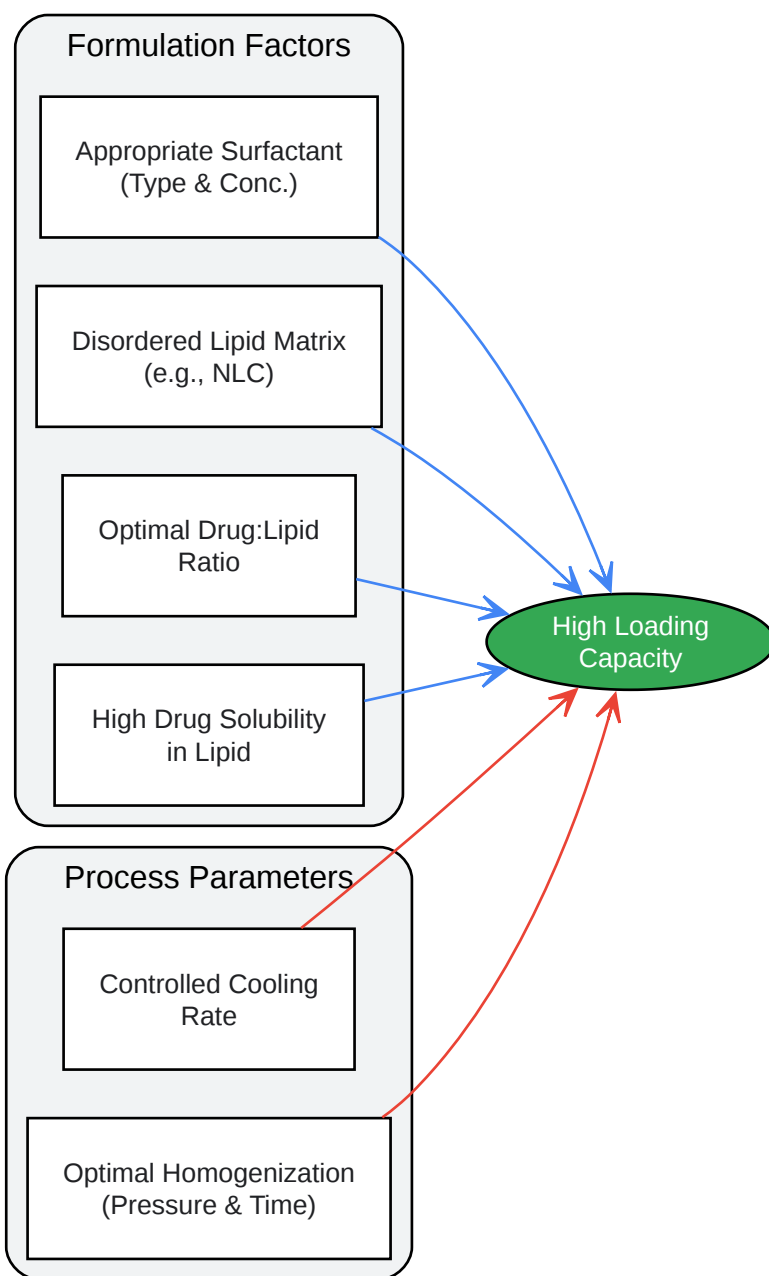 Formulation Factors
Appropriate Surfactant
(Type & Conc.)
Disordered Lipid Matrix
(e.g., NLC)
Optimal Drug:Lipid
Ratio
High Drug Solubility
in Lipid
High Loading
Capacity
Process Parameters
Controlled Cooling
Rate
Optimal Homogenization
(Pressure & Time)